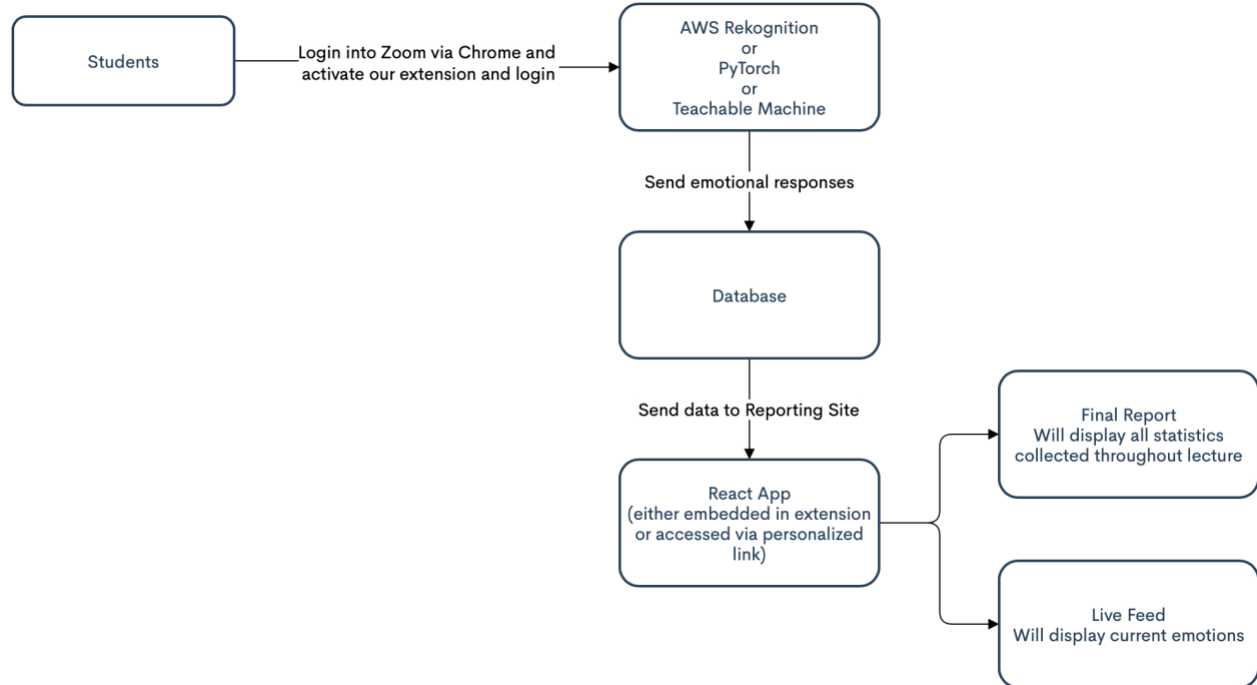 Students
Login into Zoom via Chrome and
activate our extension and login
AWS Rekognition
or
PyTorch
or
Teachable Machine
Send emotional responses
Database
Send data to Reporting Site
React App
(either embedded in extension
or accessed via personalized
link)
Final Report
Will display all statistics
collected throughout lecture
Live Feed
Will display current emotions